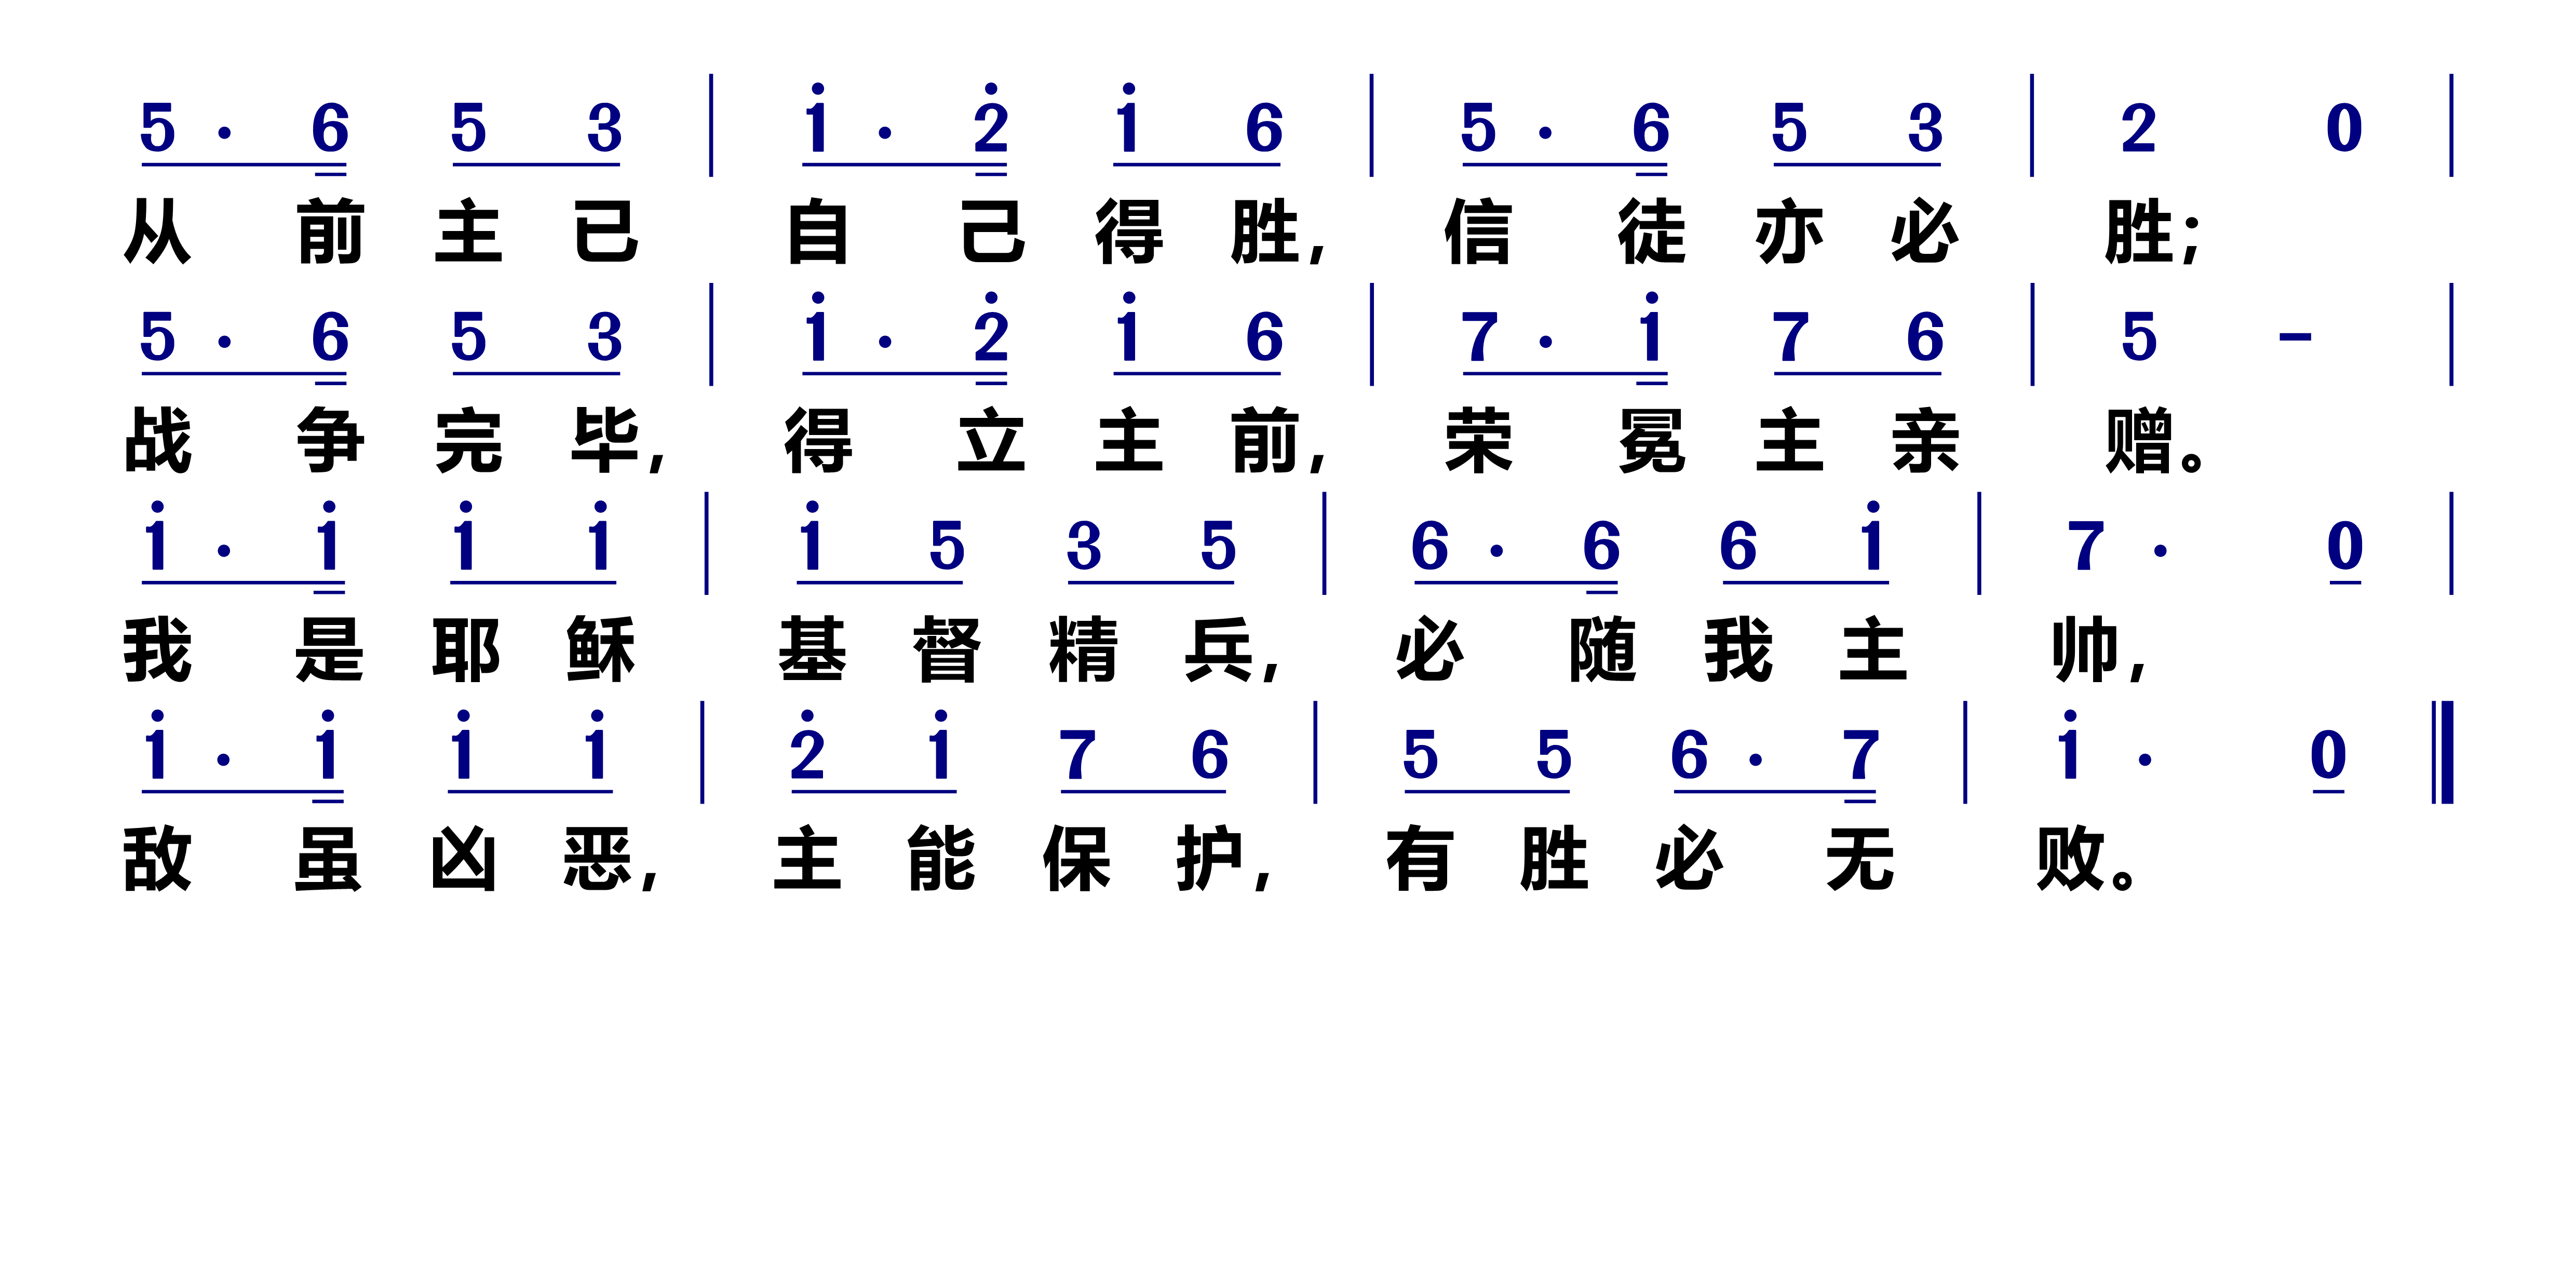 5 · 6 5 3 | i · 2̇ i 6 | 5 · 6 5 3 | 2 0 |
从前主已 自己得胜, 信徒亦必 胜;
5 · 6 5 3 | i · 2̇ i 6 | 7 · i 7 6 | 5 - |
战争完毕, 得立主前, 荣冕主亲 赠。
i · i i i | i 5 3 5 | 6 · 6 6 i | 7 · 0 |
我是耶稣 基督精兵, 必随我主 帅,
i · i i i | 2̇ i 7 6 | 5 5 6 · 7 | i · 0 ‖
敌虽凶恶, 主能保护, 有胜必无 败。